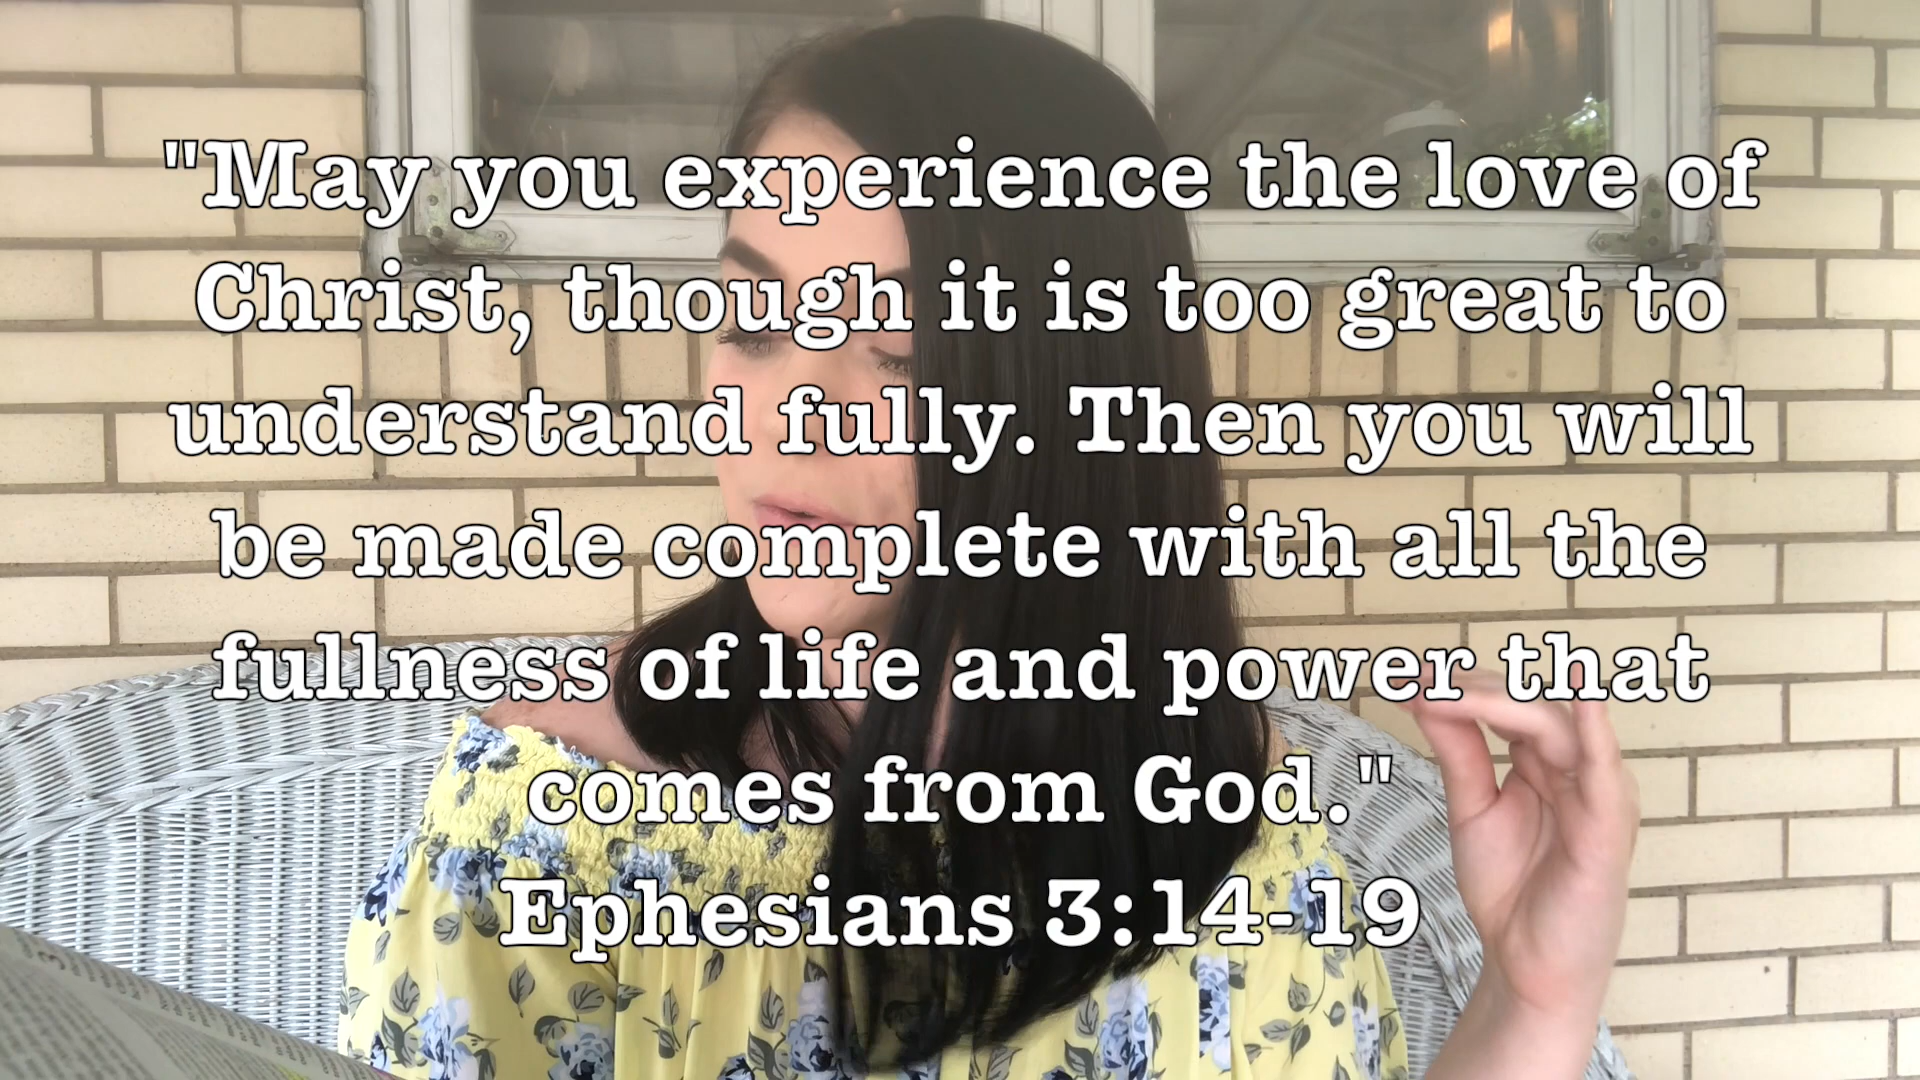 "May you experience the love of
Christ, though it is too great to
understand fully. Then you will
be made complete with all the
fullness of life and power that
comes from God."
Ephesians 3:14-19